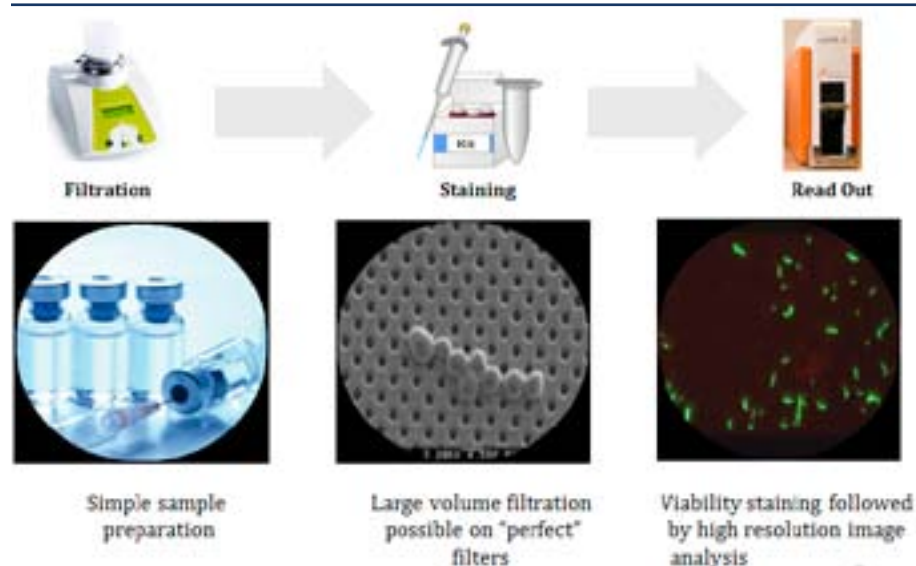 Filtration
Staining
Read Out
Kit
Simple sample
preparation
Large volume filtration
possible on "perfect"
filters
Viability staining followed
by high resolution image
analysis